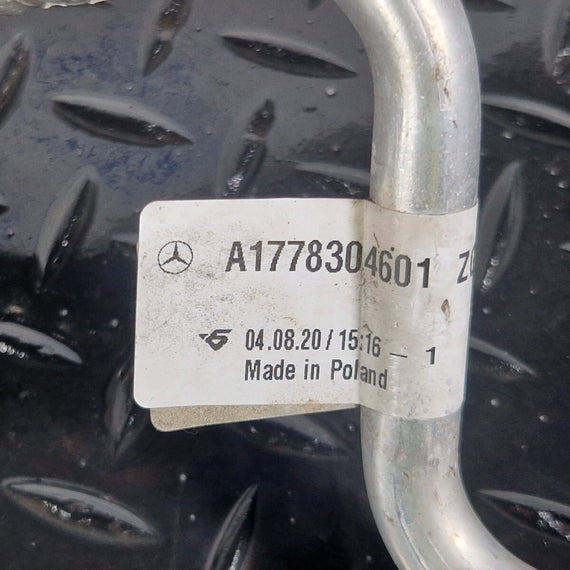 A1778304601
04.08.20 / 15:16 – 1
Made in Poland